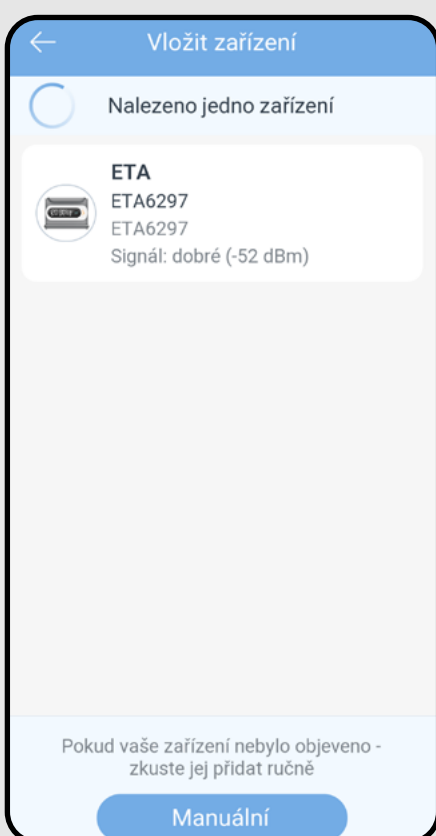 Vložit zařízení
Nalezeno jedno zařízení
ETA
ETA6297
ETA6297
Signál: dobré (-52 dBm)
Pokud vaše zařízení nebylo objeveno -
zkuste jej přidat ručně
Manuální